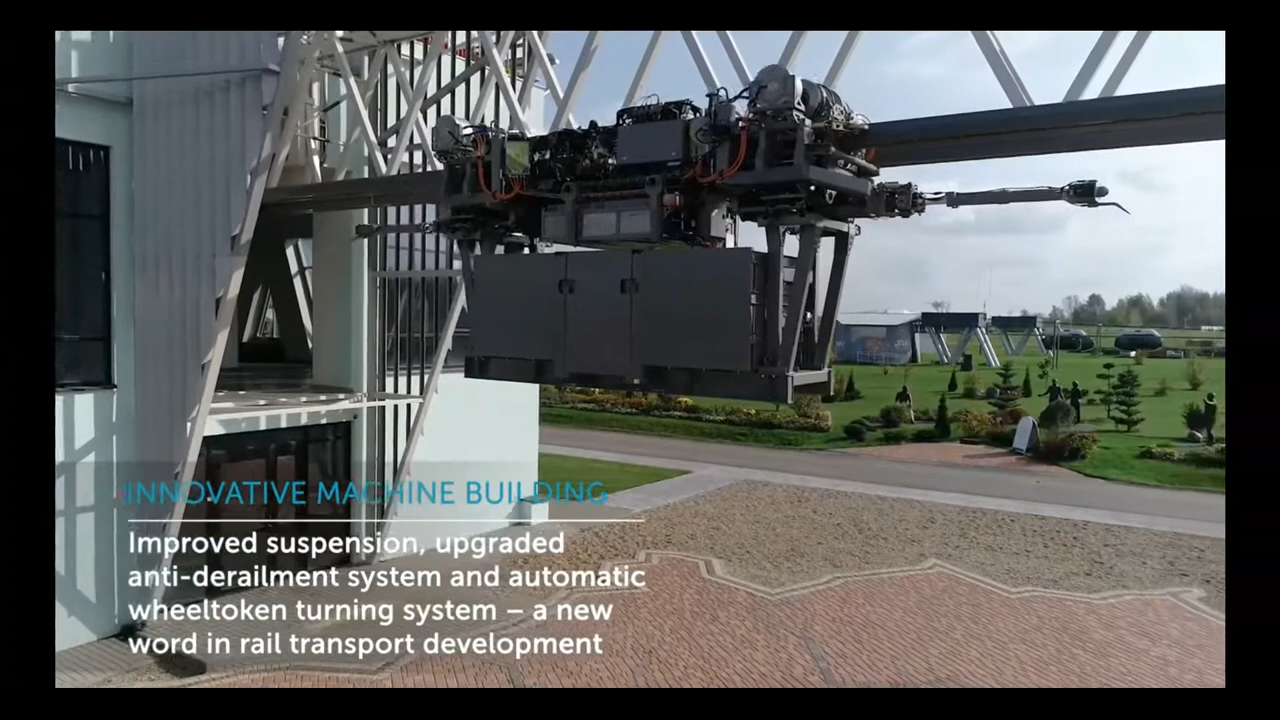 INNOVATIVE MACHINE BUILDING
Improved suspension, upgraded
anti-derailment system and automatic
wheeltoken turning system – a new
word in rail transport development